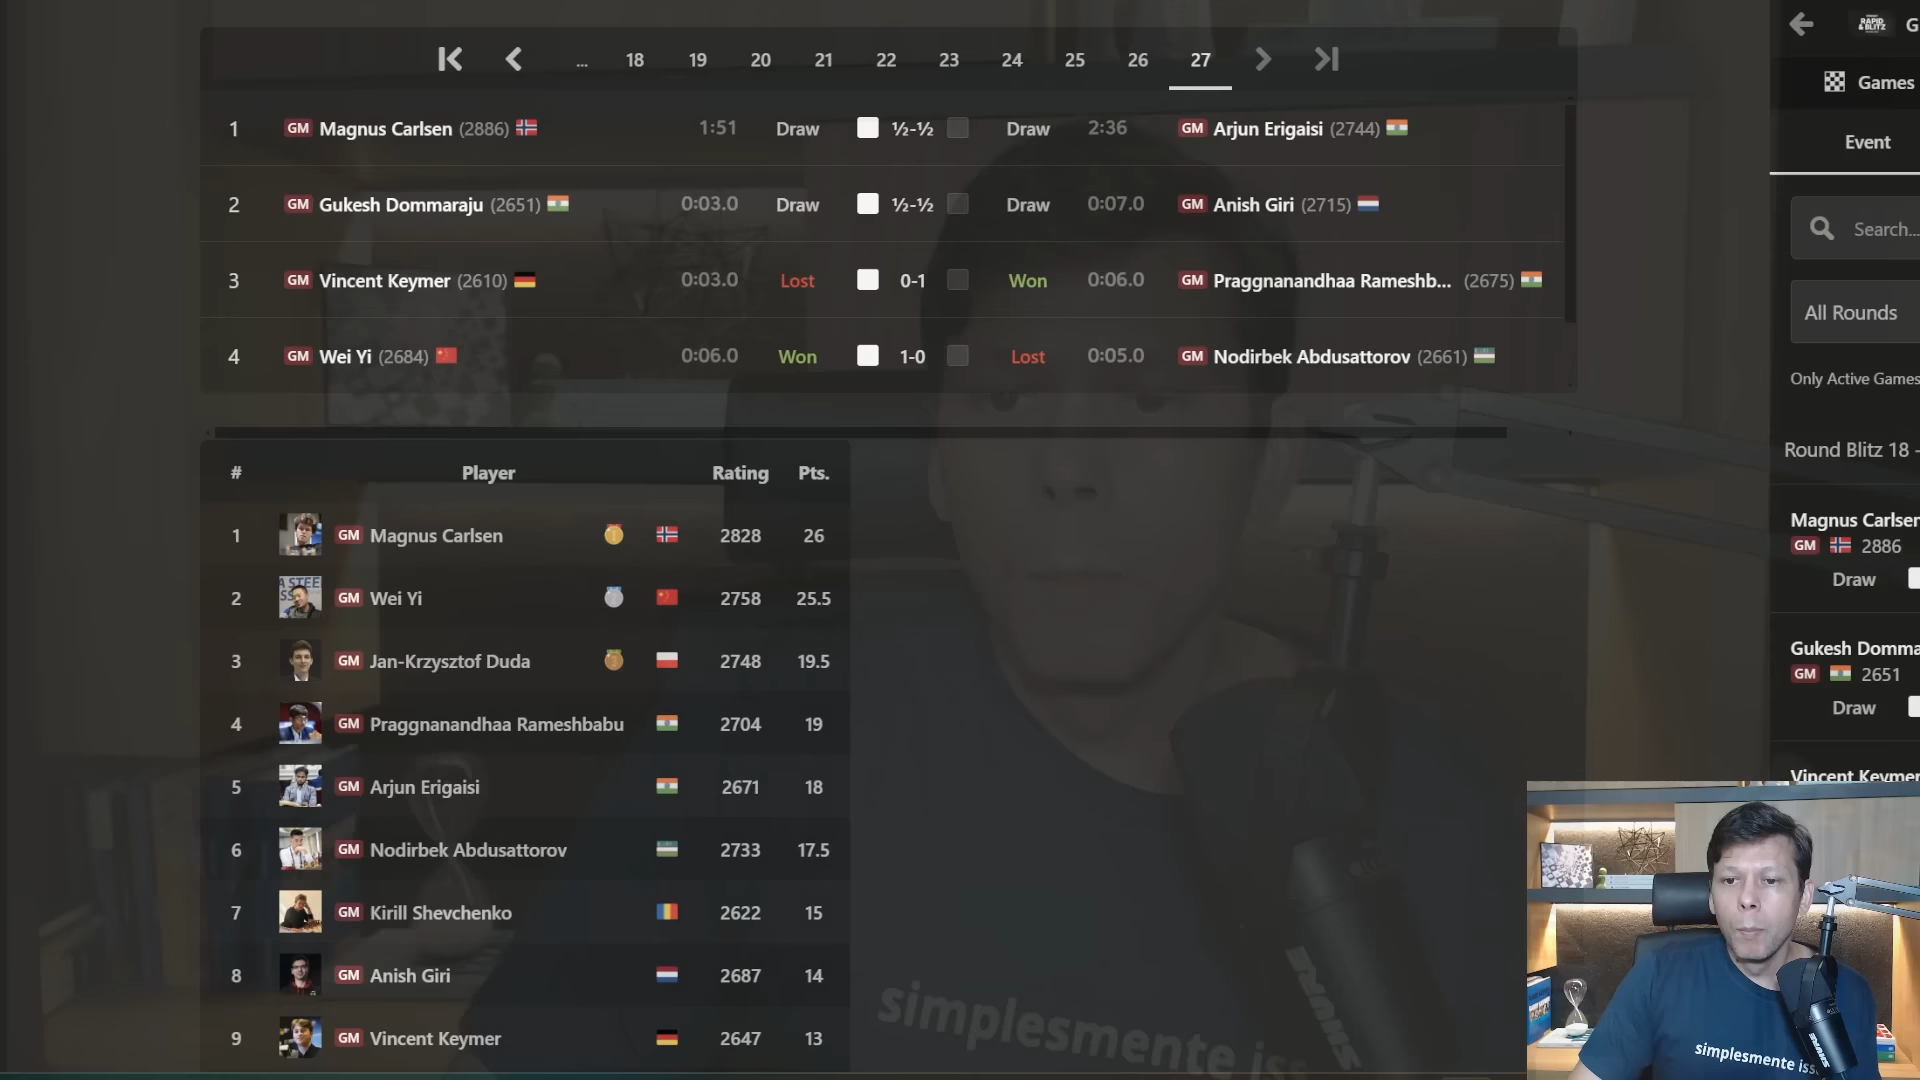 ... 18 19 20 21 22 23 24 25 26 27
1 GM Magnus Carlsen (2886) 1:51 Draw ½-½ Draw 2:36 GM Arjun Erigaisi (2744)
2 GM Gukesh Dommaraju (2651) 0:03.0 Draw ½-½ Draw 0:07.0 GM Anish Giri (2715)
3 GM Vincent Keymer (2610) 0:03.0 Lost 0-1 Won 0:06.0 GM Praggnanandhaa Rameshb... (2675)
4 GM Wei Yi (2684) 0:06.0 Won 1-0 Lost 0:05.0 GM Nodirbek Abdusattorov (2661)
# Player Rating Pts.
1 GM Magnus Carlsen 2828 26
2 GM Wei Yi 2758 25.5
3 GM Jan-Krzysztof Duda 2748 19.5
4 GM Praggnanandhaa Rameshbabu 2704 19
5 GM Arjun Erigaisi 2671 18
6 GM Nodirbek Abdusattorov 2733 17.5
7 GM Kirill Shevchenko 2622 15
8 GM Anish Giri 2687 14
9 GM Vincent Keymer 2647 13
RAPID & BLITZ G
Games
Event
Search...
All Rounds
Only Active Games
Round Blitz 18 -
Magnus Carlsen
GM 2886
Draw
Gukesh Domma
GM 2651
Draw
Vincent Keymer
simplesmente iss
SHURE
simplesmente iss
SHURE